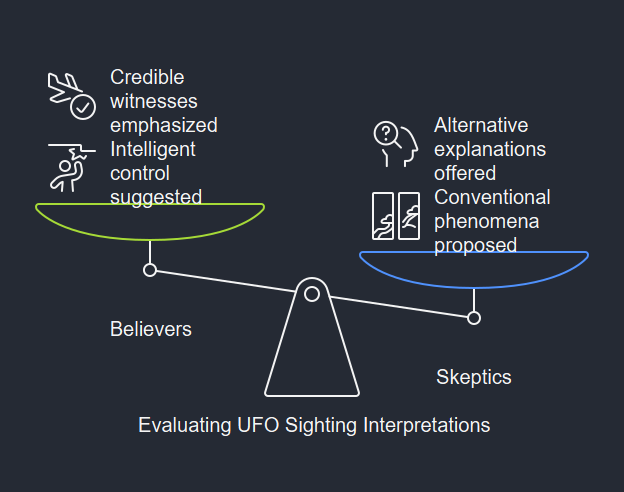 Credible
witnesses
emphasized
Intelligent
control
suggested
Alternative
explanations
offered
Conventional
phenomena
proposed
Believers
Skeptics
Evaluating UFO Sighting Interpretations